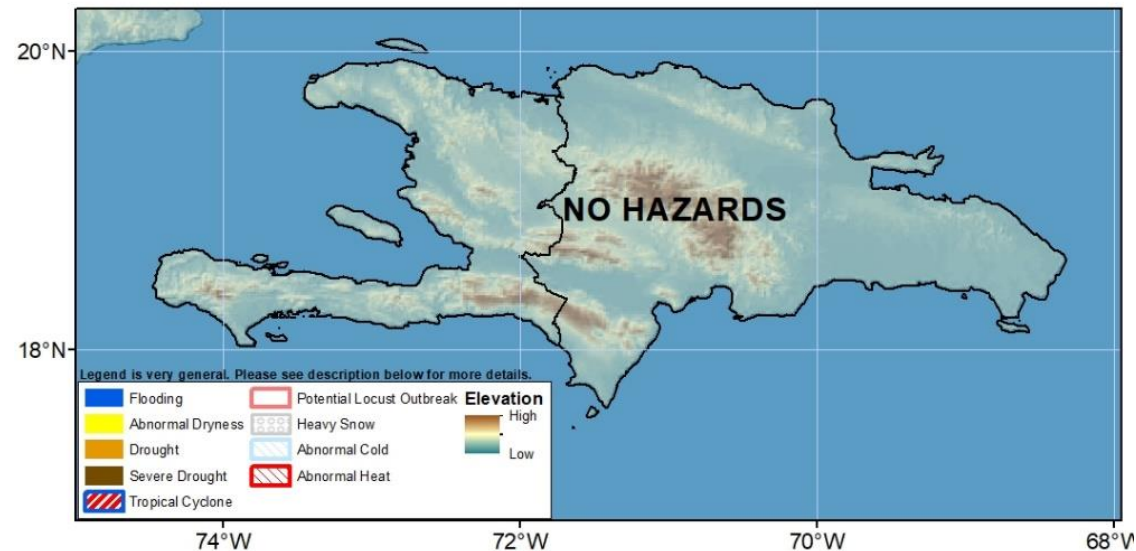 20°N
NO HAZARDS
18°N
Legend is very general. Please see description below for more details.
Flooding
Abnormal Dryness
Drought
Severe Drought
Tropical Cyclone
Potential Locust Outbreak
Heavy Snow
Abnormal Cold
Abnormal Heat
Elevation
High
Low
74°W 72°W 70°W 68°W